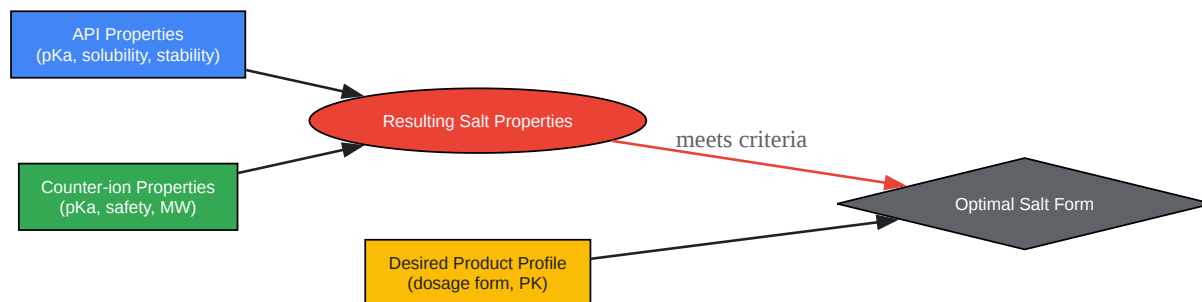 API Properties
(pKa, solubility, stability)
Resulting Salt Properties
meets criteria
Counter-ion Properties
(pKa, safety, MW)
Optimal Salt Form
Desired Product Profile
(dosage form, PK)